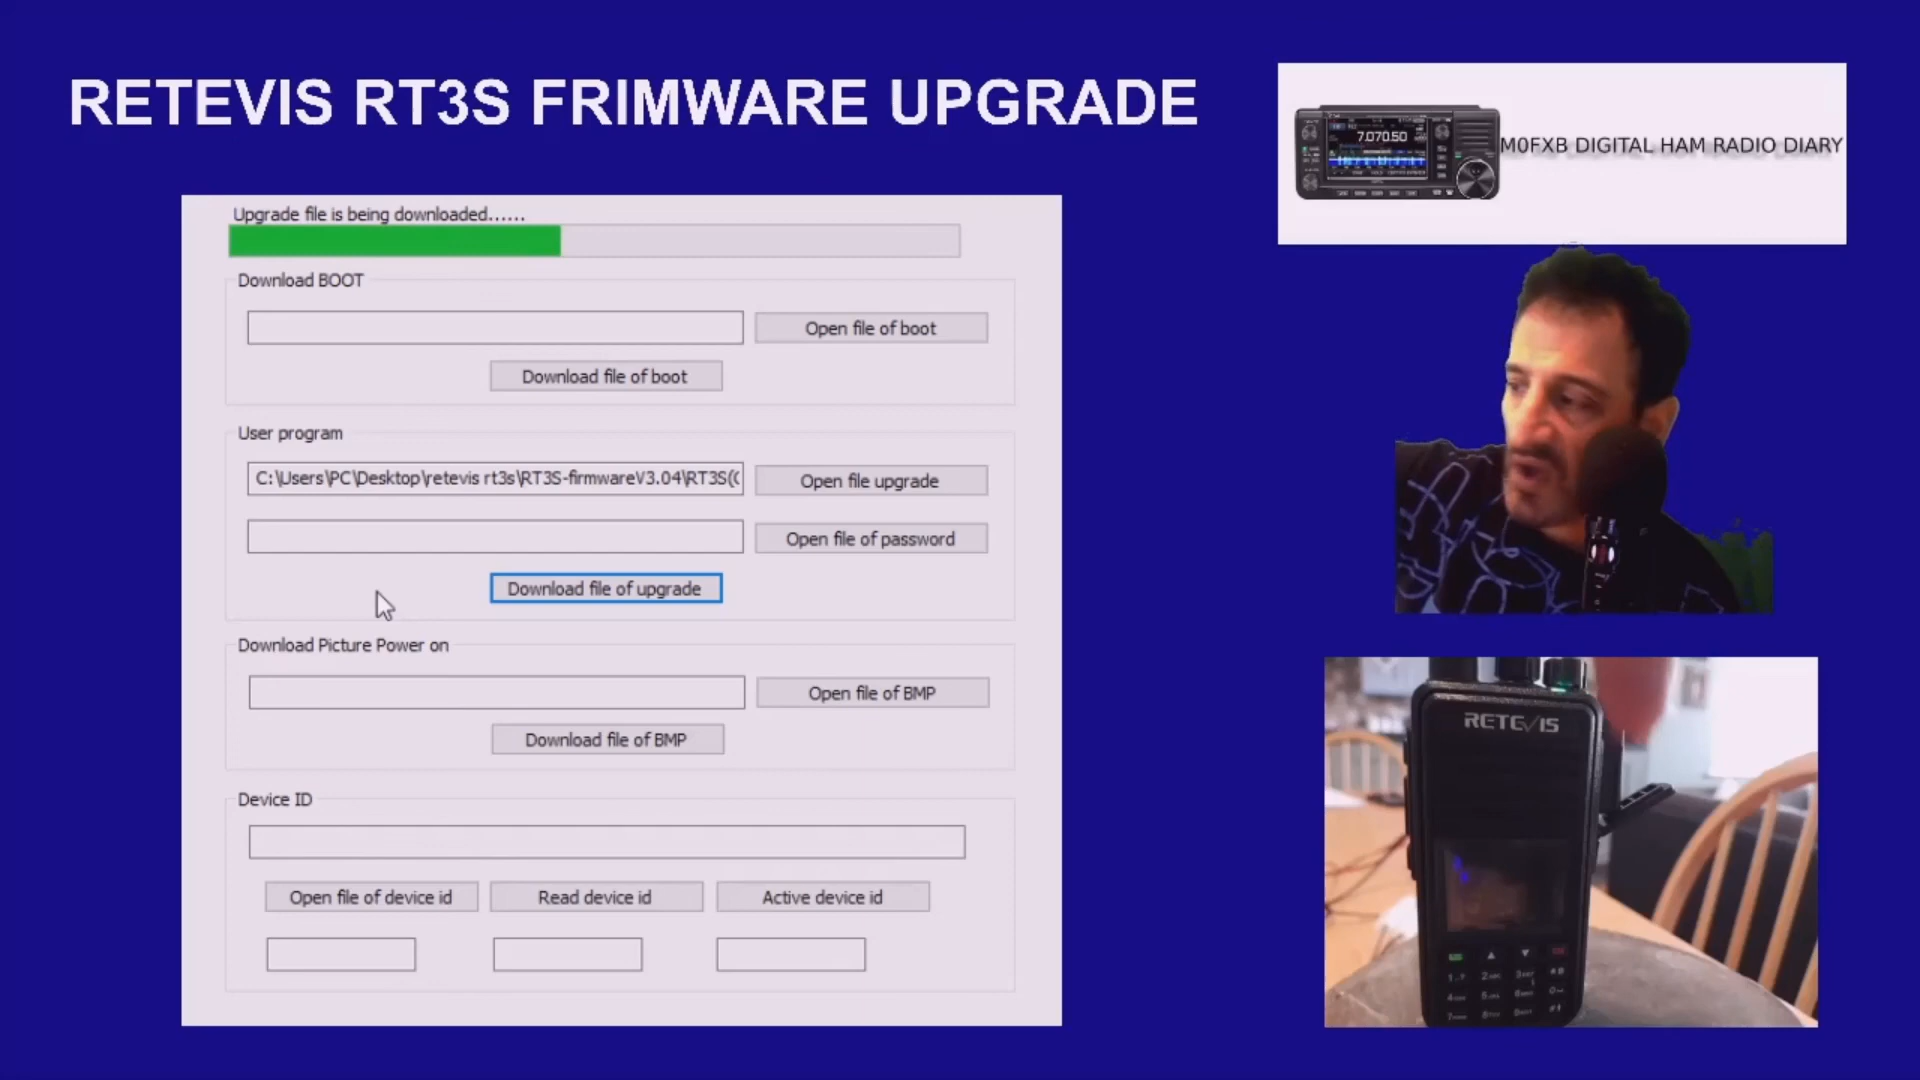 RETEVIS RT3S FRIMWARE UPGRADE
7.070.50
M0FXB DIGITAL HAM RADIO DIARY
Upgrade file is being downloaded......
Download BOOT
Open file of boot
Download file of boot
User program
C:\Users\PC\Desktop\retevis rt3s\RT3S-firmwareV3.04\RT3S(
Open file upgrade
Open file of password
Download file of upgrade
Download Picture Power on
Open file of BMP
Download file of BMP
Device ID
Open file of device id
Read device id
Active device id
RETEVIS